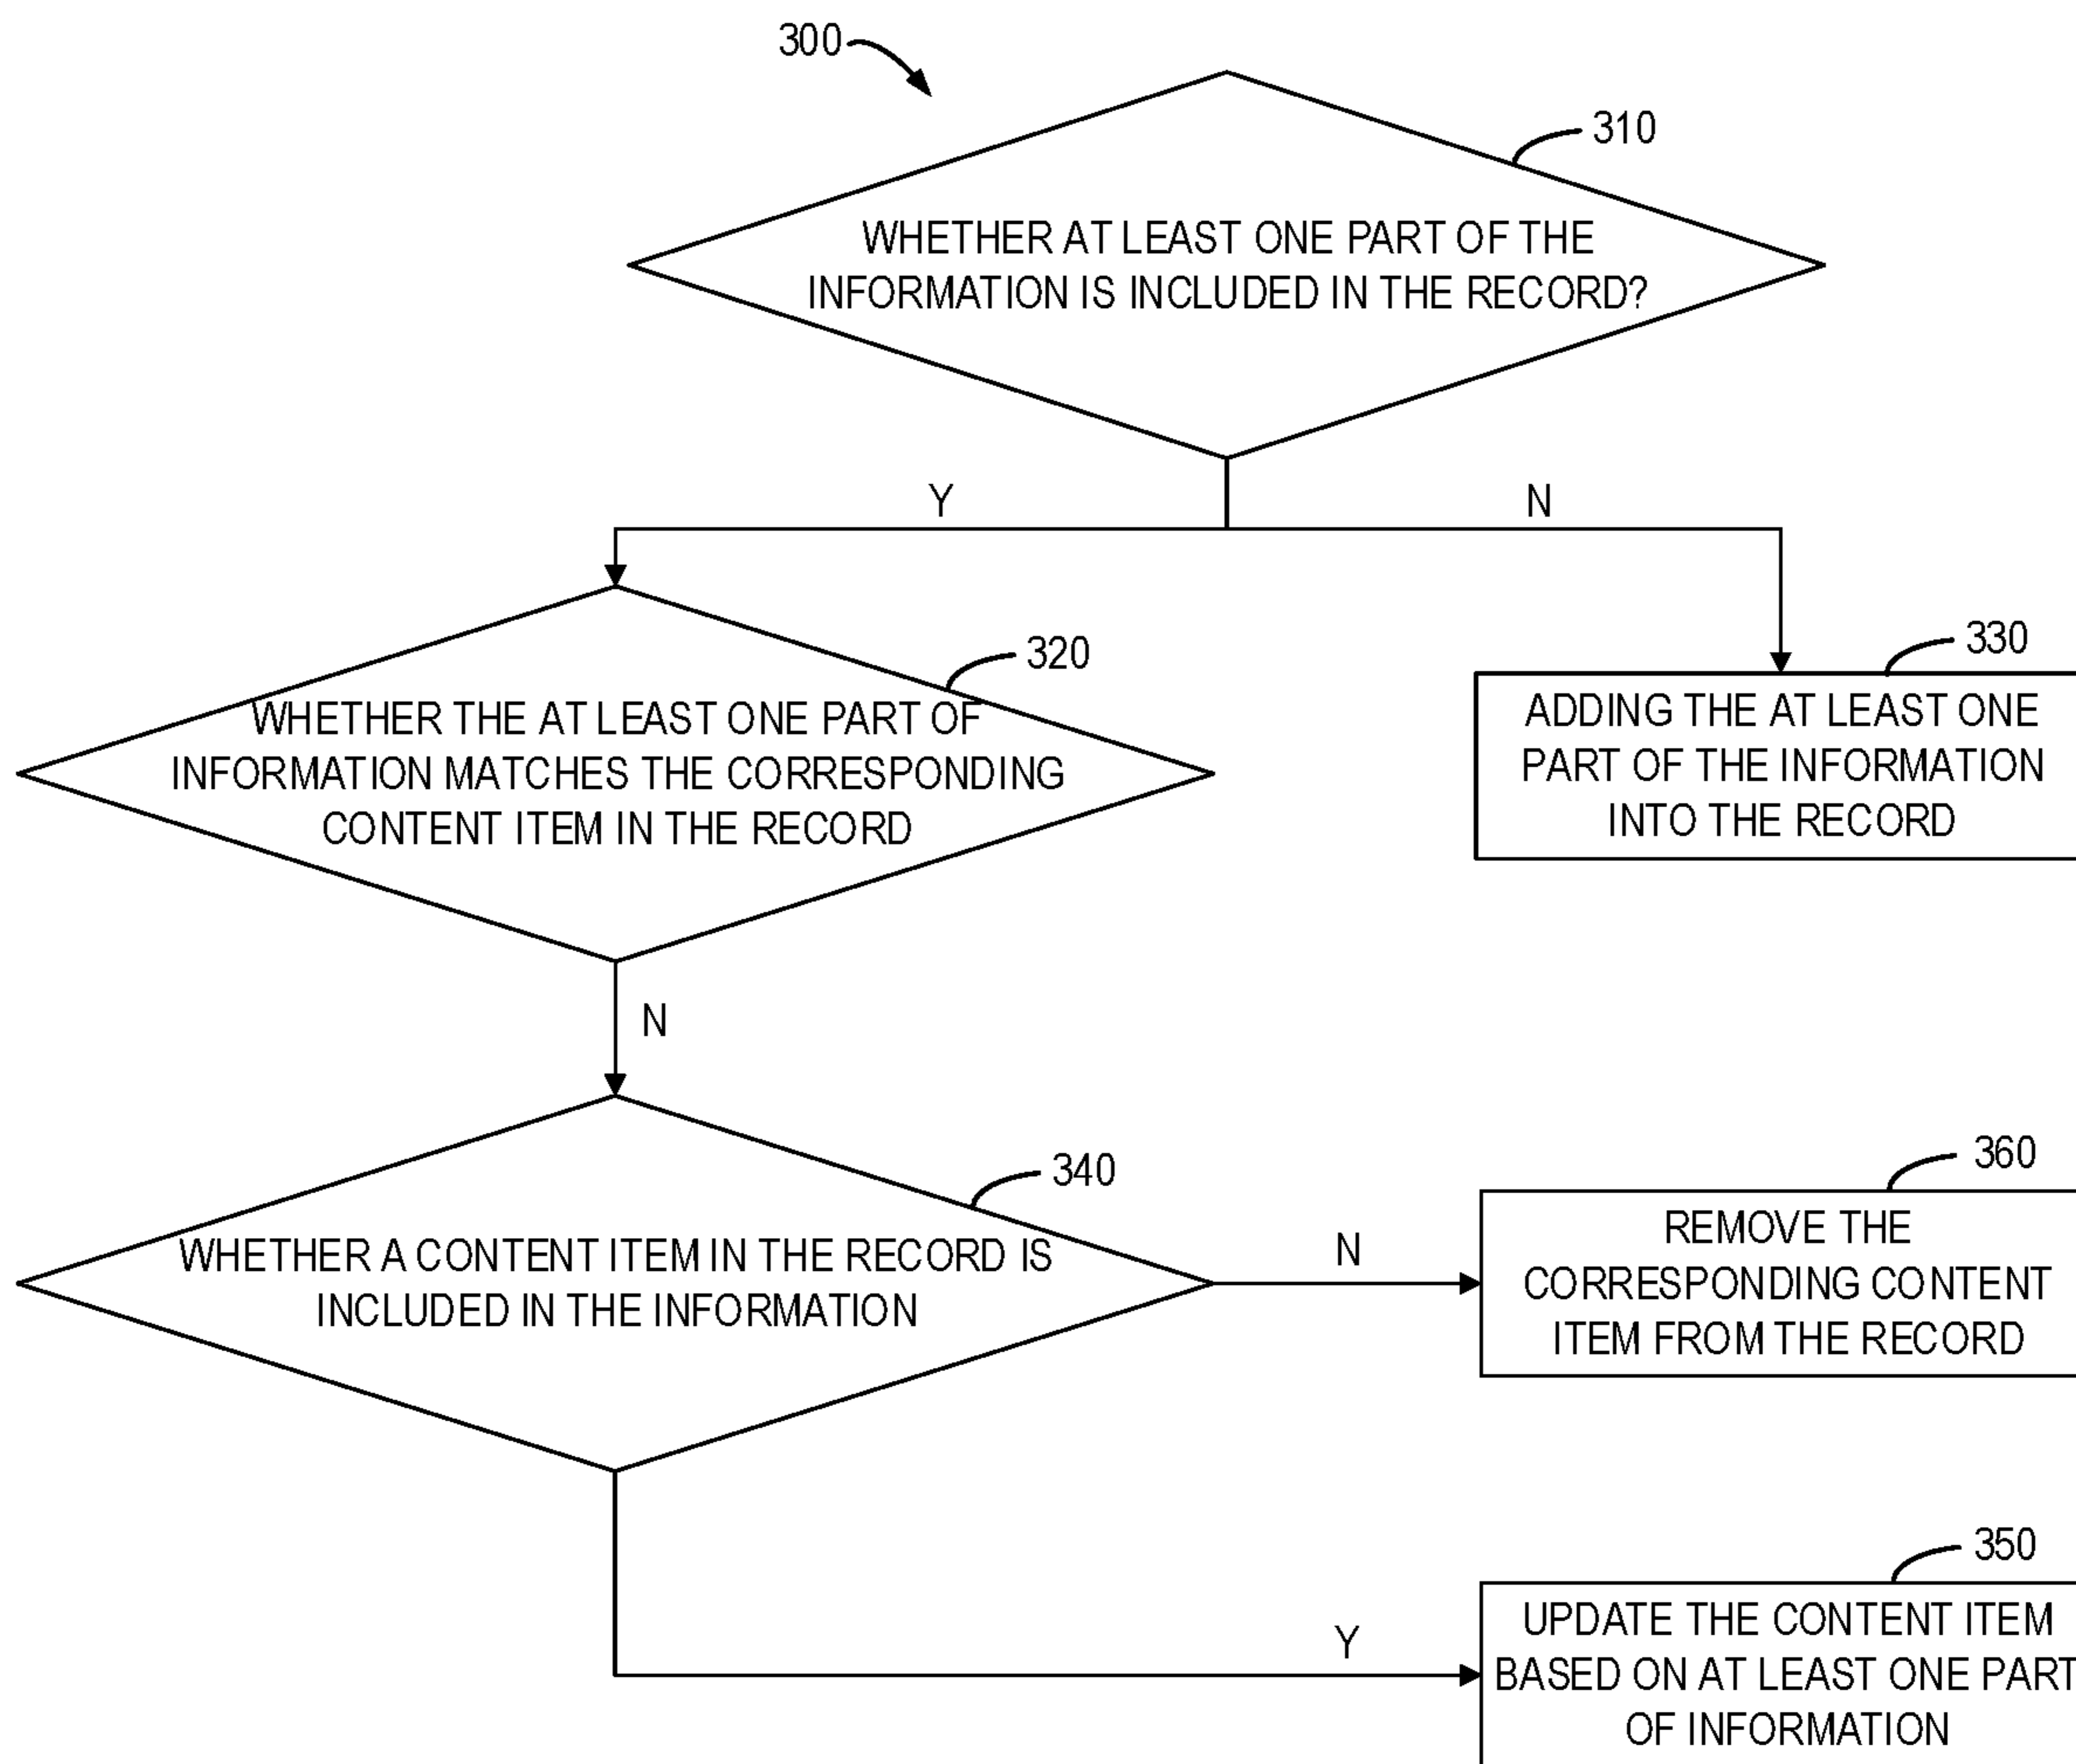 300
310
WHETHER AT LEAST ONE PART OF THE
INFORMATION IS INCLUDED IN THE RECORD?
Y
N
320
WHETHER THE AT LEAST ONE PART OF
INFORMATION MATCHES THE CORRESPONDING
CONTENT ITEM IN THE RECORD
330
ADDING THE AT LEAST ONE
PART OF THE INFORMATION
INTO THE RECORD
N
340
WHETHER A CONTENT ITEM IN THE RECORD IS
INCLUDED IN THE INFORMATION
N
360
REMOVE THE
CORRESPONDING CONTENT
ITEM FROM THE RECORD
Y
350
UPDATE THE CONTENT ITEM
BASED ON AT LEAST ONE PART
OF INFORMATION